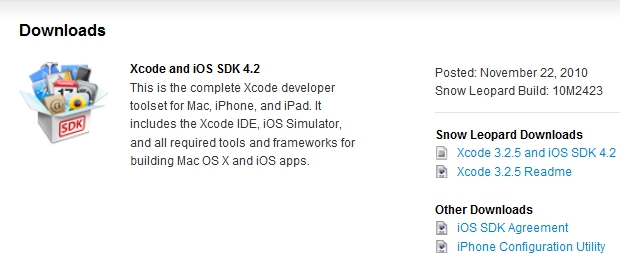 Downloads
Xcode and iOS SDK 4.2
This is the complete Xcode developer
toolset for Mac, iPhone, and iPad. It
includes the Xcode IDE, iOS Simulator,
and all required tools and frameworks for
building Mac OS X and iOS apps.
17
@
SDK
Posted: November 22, 2010
Snow Leopard Build: 10M2423
Snow Leopard Downloads
Xcode 3.2.5 and iOS SDK 4.2
Xcode 3.2.5 Readme
Other Downloads
iOS SDK Agreement
iPhone Configuration Utility